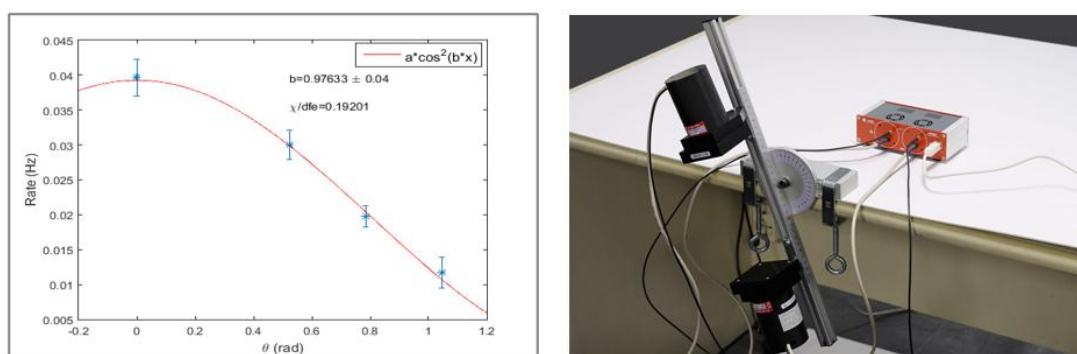 0.045
0.04
0.035
0.03
0.025
0.02
0.015
0.01
0.005
Rate (Hz)
a*cos²(b*x)
b=0.97633 ± 0.04
χ/dfe=0.19201
-0.2 0 0.2 0.4 0.6 0.8 1 1.2
θ (rad)